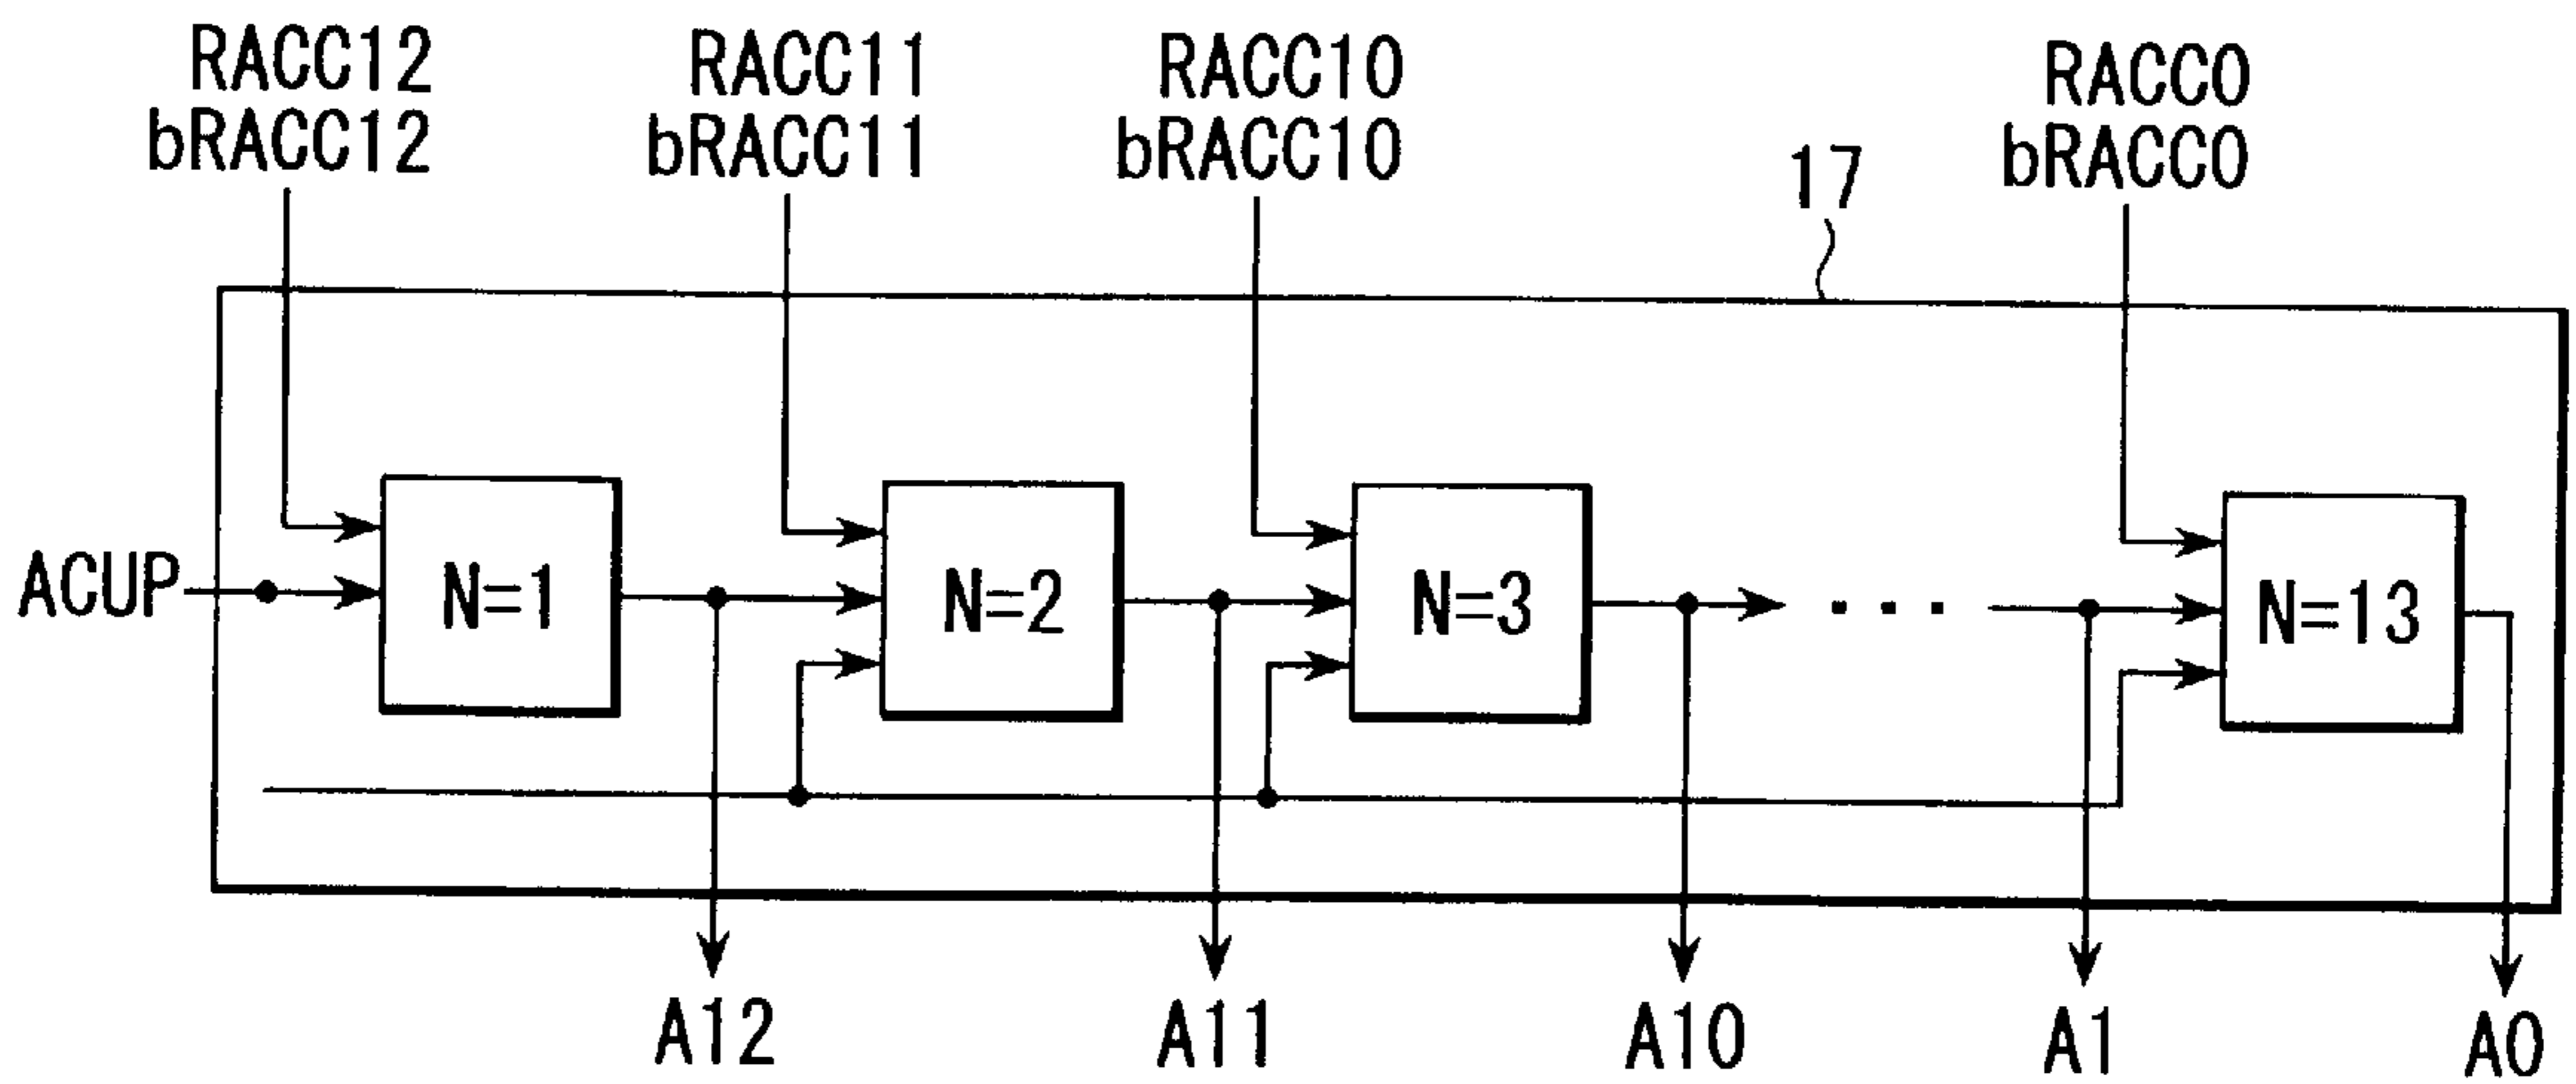 RACC12
bRACC12
RACC11
bRACC11
RACC10
bRACC10
RACC0
bRACC0
17
ACUP
N=1
N=2
N=3
...
N=13
A12
A11
A10
A1
A0